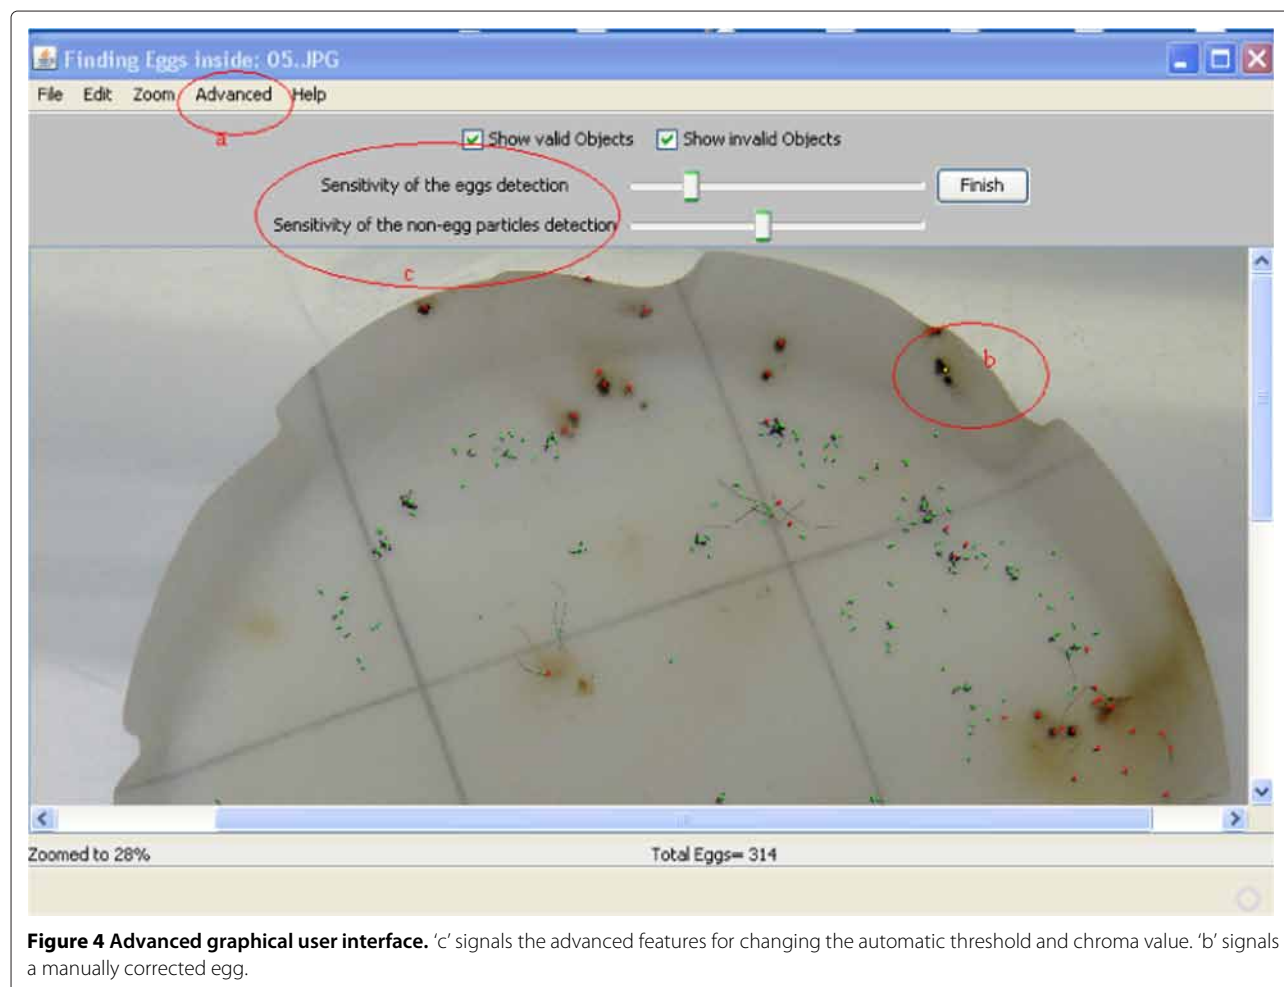 Finding Eggs inside: 05.JPG
File Edit Zoom Advanced Help
a
Show valid Objects Show invalid Objects
Sensitivity of the eggs detection Finish
Sensitivity of the non-egg particles detection
c
b
Zoomed to 28% Total Eggs= 314
Figure 4 Advanced graphical user interface. ‘c’ signals the advanced features for changing the automatic threshold and chroma value. ‘b’ signals
a manually corrected egg.